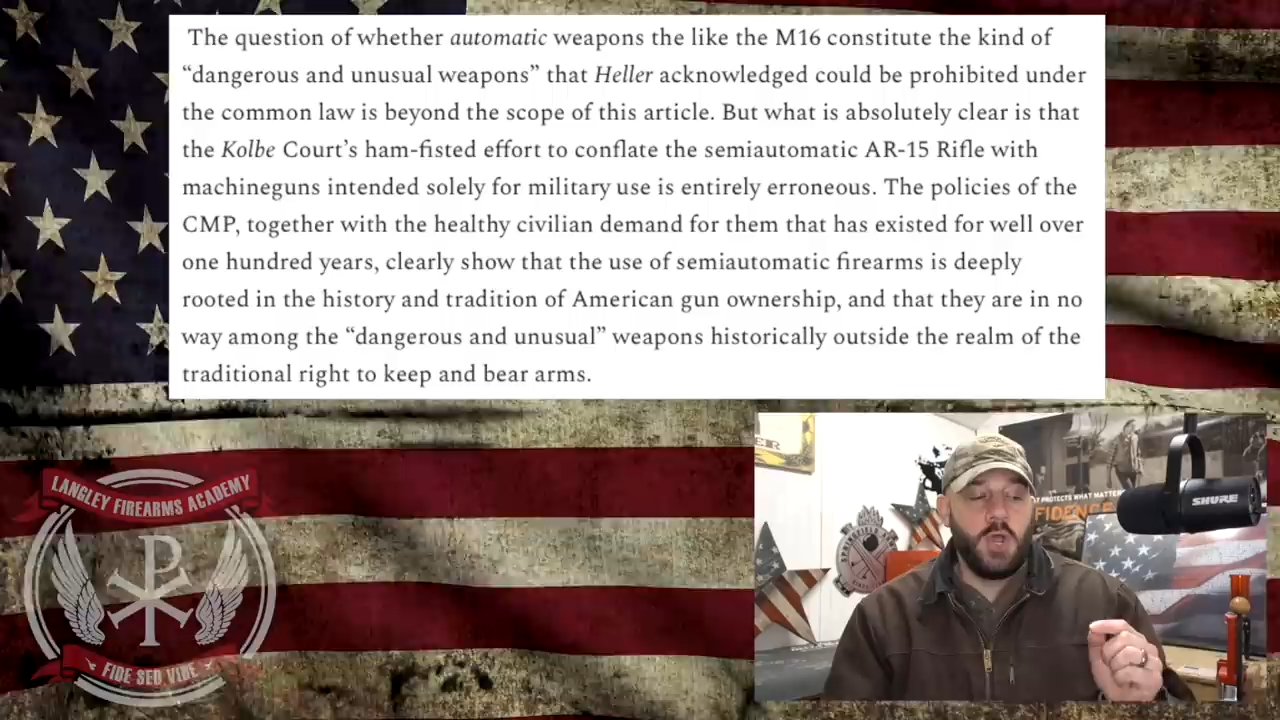 The question of whether automatic weapons the like the M16 constitute the kind of
“dangerous and unusual weapons” that Heller acknowledged could be prohibited under
the common law is beyond the scope of this article. But what is absolutely clear is that
the Kolbe Court’s ham-fisted effort to conflate the semiautomatic AR-15 Rifle with
machineguns intended solely for military use is entirely erroneous. The policies of the
CMP, together with the healthy civilian demand for them that has existed for well over
one hundred years, clearly show that the use of semiautomatic firearms is deeply
rooted in the history and tradition of American gun ownership, and that they are in no
way among the “dangerous and unusual” weapons historically outside the realm of the
traditional right to keep and bear arms.
LANGLEY FIREARMS ACADEMY
FIDE SED VIDE
ER
SPRINGFIELD
T PROTECTS WHAT MATTER
FIDENCE
SHURE